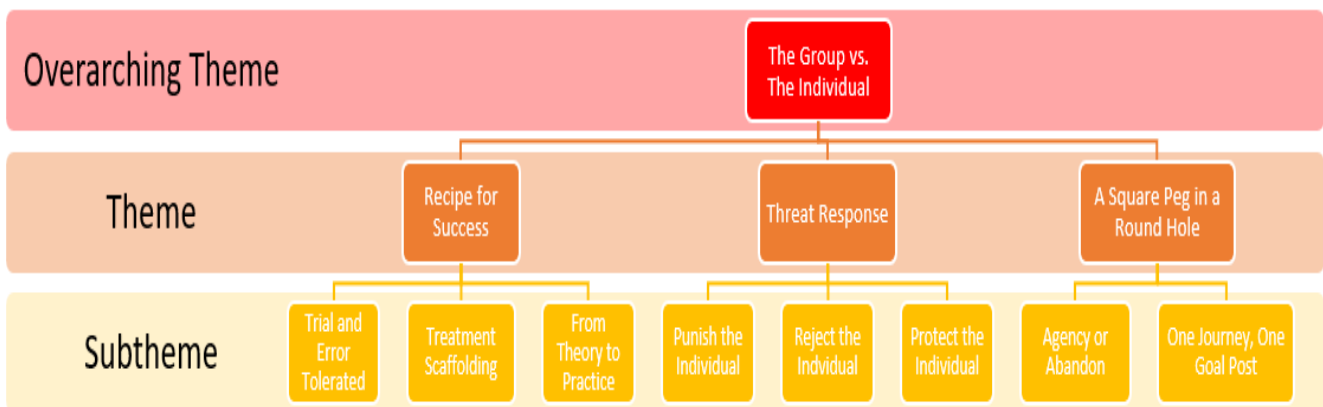 Overarching Theme
The Group vs.
The Individual
Theme
Recipe for
Success
Threat Response
A Square Peg in a
Round Hole
Subtheme
Trial and
Error
Tolerated
Treatment
Scaffolding
From
Theory to
Practice
Punish the
Individual
Reject the
Indvidual
Protect the
Individual
Agency or
Abandon
One Journey, One
Goal Post